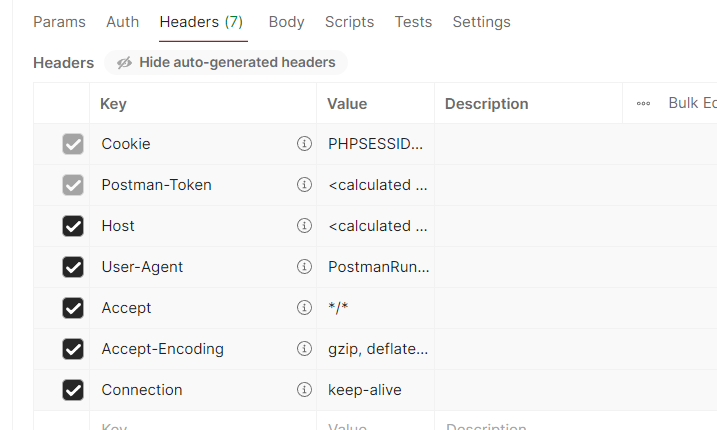 Params Auth Headers (7) Body Scripts Tests Settings
Headers Hide auto-generated headers
Key Value Description Bulk Ed
Cookie PHPSESSID...
Postman-Token <calculated ...
Host <calculated ...
User-Agent PostmanRun...
Accept */*
Accept-Encoding gzip, deflate...
Connection keep-alive
Key Value Description